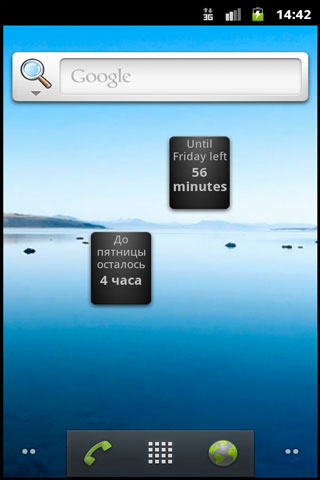 3G
14:42
Google
Until
Friday left
56
minutes
До
пятницы
осталось
4 часа